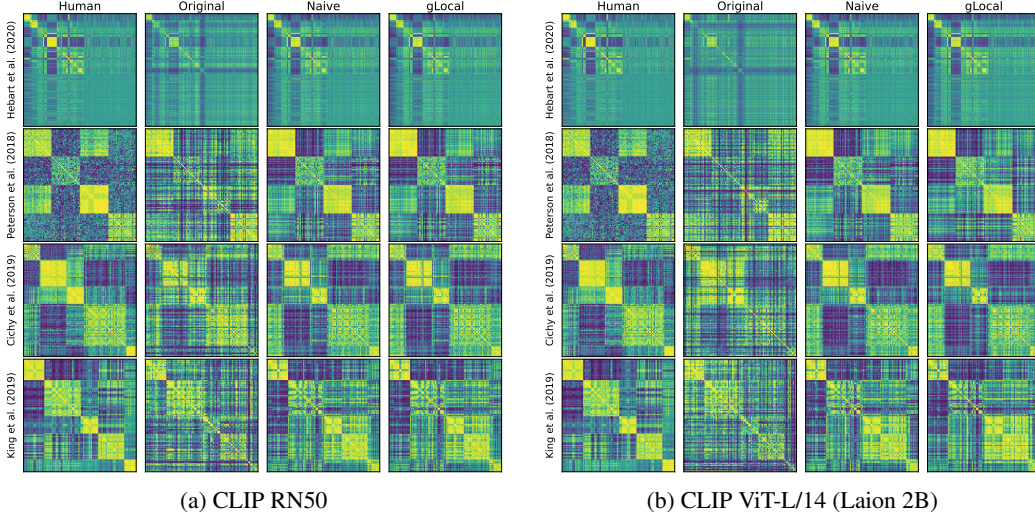 Human Original Naive gLocal
Hebart et al. (2020)
Peterson et al. (2018)
Cichy et al. (2019)
King et al. (2019)
(a) CLIP RN50
Human Original Naive gLocal
Hebart et al. (2020)
Peterson et al. (2018)
Cichy et al. (2019)
King et al. (2019)
(b) CLIP ViT-L/14 (Laion 2B)